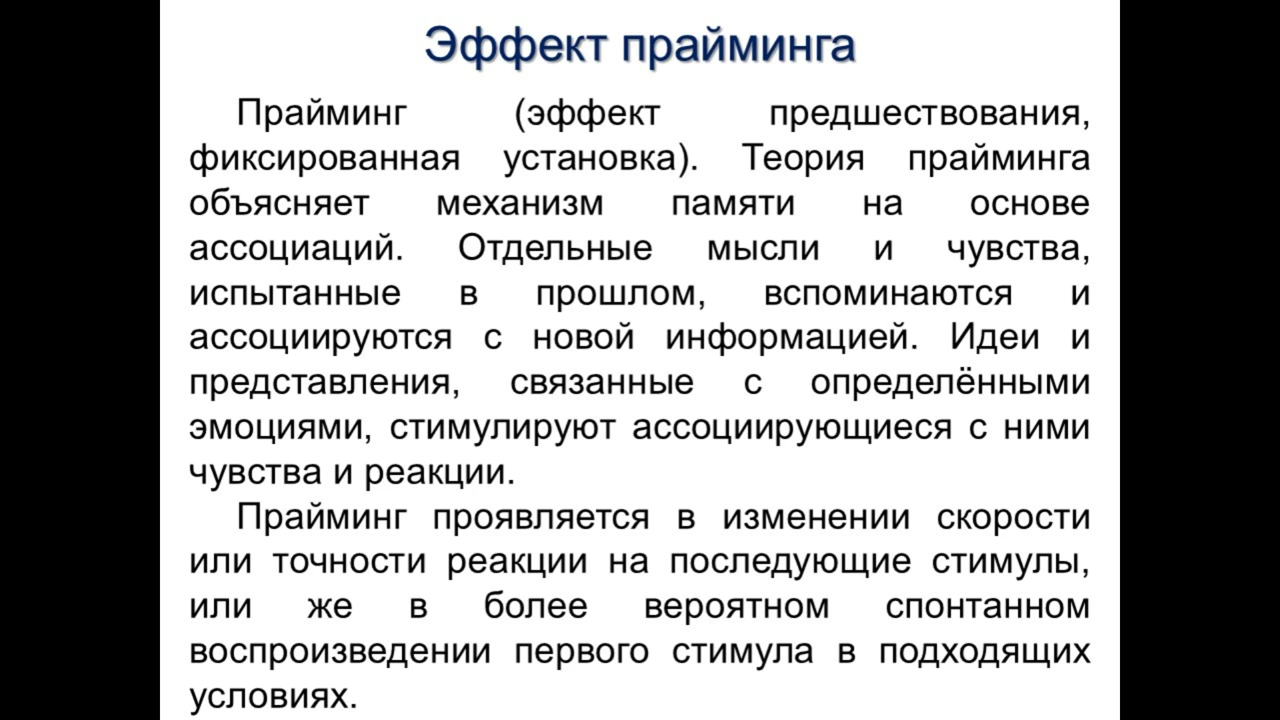 Эффект прайминга
Прайминг (эффект предшествования,
фиксированная установка). Теория прайминга
объясняет механизм памяти на основе
ассоциаций. Отдельные мысли и чувства,
испытанные в прошлом, вспоминаются и
ассоциируются с новой информацией. Идеи и
представления, связанные с определёнными
эмоциями, стимулируют ассоциирующиеся с ними
чувства и реакции.
Прайминг проявляется в изменении скорости
или точности реакции на последующие стимулы,
или же в более вероятном спонтанном
воспроизведении первого стимула в подходящих
условиях.